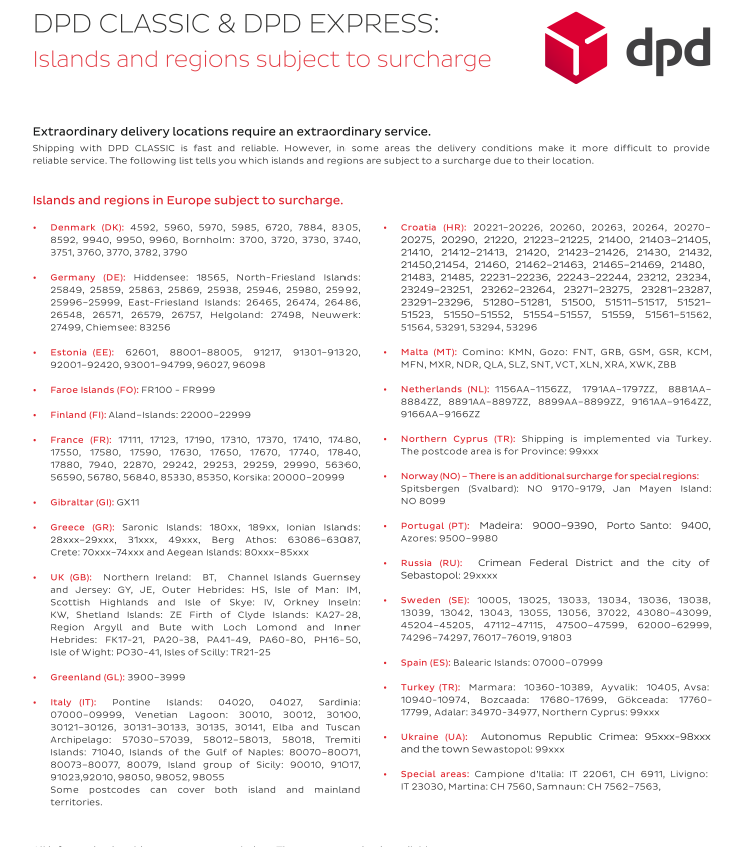 DPD CLASSIC & DPD EXPRESS:
Islands and regions subject to surcharge
dpd
Extraordinary delivery locations require an extraordinary service.
Shipping with DPD CLASSIC is fast and reliable. However, in some areas the delivery conditions make it more difficult to provide
reliable service. The following list tells you which islands and regions are subject to a surcharge due to their location.
Islands and regions in Europe subject to surcharge.
• Denmark (DK): 4592, 5960, 5970, 5985, 6720, 7884, 8305,
8592, 9940, 9950, 9960, Bornholm: 3700, 3720, 3730, 3740,
3751, 3760, 3770, 3782, 3790
• Germany (DE): Hiddensee: 18565, North-Friesland Islands:
25849, 25859, 25863, 25869, 25938, 25946, 25980, 25992,
25996–25999, East-Friesland Islands: 26465, 26474, 26486,
26548, 26571, 26579, 26757, Helgoland: 27498, Neuwerk:
27499, Chiemsee: 83256
• Estonia (EE): 62601, 88001–88005, 91217, 91301–91320,
92001–92420, 93001–94799, 96027, 96098
• Faroe Islands (FO): FR100 - FR999
• Finland (FI): Aland–Islands: 22000–22999
• France (FR): 17111, 17123, 17190, 17310, 17370, 17410, 17480,
17550, 17580, 17590, 17630, 17650, 17670, 17740, 17840,
17880, 7940, 22870, 29242, 29253, 29259, 29990, 56360,
56590, 56780, 56840, 85330, 85350, Korsika: 20000–20999
• Gibraltar (GI): GX11
• Greece (GR): Saronic Islands: 180xx, 189xx, Ionian Islands:
28xxx–29xxx, 31xxx, 49xxx, Berg Athos: 63086–63087,
Crete: 70xxx–74xxx and Aegean Islands: 80xxx–85xxx
• UK (GB): Northern Ireland: BT, Channel Islands Guernsey
and Jersey: GY, JE, Outer Hebrides: HS, Isle of Man: IM,
Scottish Highlands and Isle of Skye: IV, Orkney Inseln:
KW, Shetland Islands: ZE Firth of Clyde Islands: KA27-28,
Region Argyll and Bute with Loch Lomond and Inner
Hebrides: FK17-21, PA20-38, PA41-49, PA60-80, PH16-50,
Isle of Wight: PO30-41, Isles of Scilly: TR21-25
• Greenland (GL): 3900–3999
• Italy (IT): Pontine Islands: 04020, 04027, Sardinia:
07000–09999, Venetian Lagoon: 30010, 30012, 30100,
30121–30126, 30131–30133, 30135, 30141, Elba and Tuscan
Archipelago: 57030–57039, 58012–58013, 58018, Tremiti
Islands: 71040, Islands of the Gulf of Naples: 80070–80071,
80073–80077, 80079, Island group of Sicily: 90010, 91017,
91023,92010, 98050, 98052, 98055
Some postcodes can cover both island and mainland
territories.
• Croatia (HR): 20221–20226, 20260, 20263, 20264, 20270–
20275, 20290, 21220, 21223–21225, 21400, 21403–21405,
21410, 21412–21413, 21420, 21423–21426, 21430, 21432,
21450,21454, 21460, 21462–21463, 21465–21469, 21480,
21483, 21485, 22231–22236, 22243–22244, 23212, 23234,
23249–23251, 23262–23264, 23271–23275, 23281–23287,
23291–23296, 51280–51281, 51500, 51511–51517, 51521–
51523, 51550–51552, 51554–51557, 51559, 51561–51562,
51564, 53291, 53294, 53296
• Malta (MT): Comino: KMN, Gozo: FNT, GRB, GSM, GSR, KCM,
MFN, MXR, NDR, QLA, SLZ, SNT, VCT, XLN, XRA, XWK, ZBB
• Netherlands (NL): 1156AA–1156ZZ, 1791AA–1797ZZ, 8881AA–
8884ZZ, 8891AA–8897ZZ, 8899AA–8899ZZ, 9161AA–9164ZZ,
9166AA–9166ZZ
• Northern Cyprus (TR): Shipping is implemented via Turkey.
The postcode area is for Province: 99xxx
• Norway (NO) – There is an additional surcharge for special regions:
Spitsbergen (Svalbard): NO 9170-9179, Jan Mayen Island:
NO 8099
• Portugal (PT): Madeira: 9000–9390, Porto Santo: 9400,
Azores: 9500–9980
• Russia (RU): Crimean Federal District and the city of
Sebastopol: 29xxxx
• Sweden (SE): 10005, 13025, 13033, 13034, 13036, 13038,
13039, 13042, 13043, 13055, 13056, 37022, 43080–43099,
45204–45205, 47112–47115, 47500–47599, 62000–62999,
74296–74297, 76017–76019, 91803
• Spain (ES): Balearic Islands: 07000–07999
• Turkey (TR): Marmara: 10360-10389, Ayvalik: 10405, Avsa:
10940-10974, Bozcaada: 17680–17699, Gökceada: 17760-
17799, Adalar: 34970-34977, Northern Cyprus: 99xxx
• Ukraine (UA): Autonomus Republic Crimea: 95xxx–98xxx
and the town Sewastopol: 99xxx
• Special areas: Campione d'Italia: IT 22061, CH 6911, Livigno:
IT 23030, Martina: CH 7560, Samnaun: CH 7562–7563,